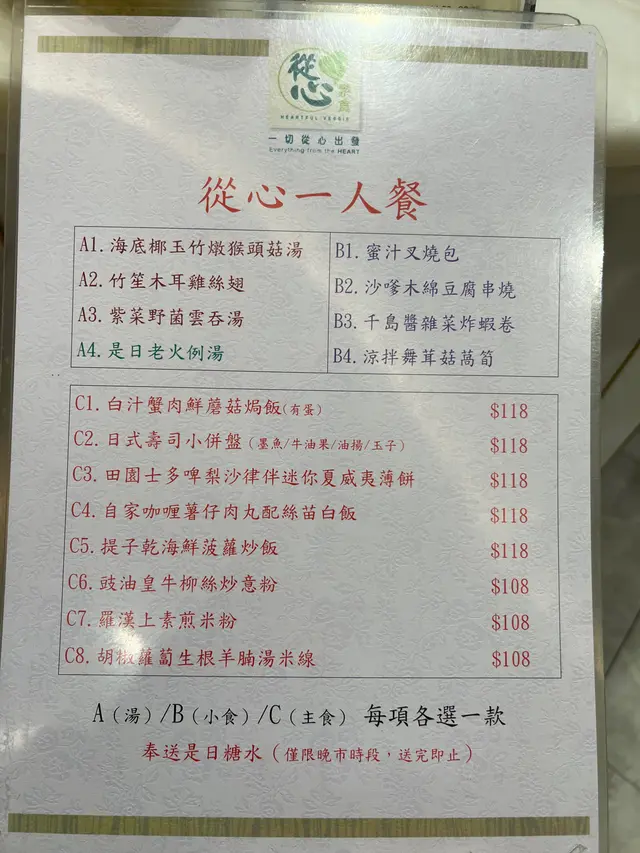 從心
素食
HEARTFUL VEGGIE
一切從心出發
Everything from the HEART
從心一人餐
A1. 海底椰玉竹燉猴頭菇湯
A2. 竹笙木耳雞絲翅
A3. 紫菜野菌雲吞湯
A4. 是日老火例湯
B1. 蜜汁叉燒包
B2. 沙嗲木綿豆腐串燒
B3. 千島醬雜菜炸蝦卷
B4. 涼拌舞茸菇萵筍
C1. 白汁蟹肉鮮蘑菇焗飯(有蛋) $118
C2. 日式壽司小併盤(墨魚/牛油果/油揚/玉子) $118
C3. 田園士多啤梨沙律伴迷你夏威夷薄餅 $118
C4. 自家咖喱薯仔肉丸配絲苗白飯 $118
C5. 提子乾海鮮菠蘿炒飯 $118
C6. 豉油皇牛柳絲炒意粉 $108
C7. 羅漢上素煎米粉 $108
C8. 胡椒蘿蔔生根羊腩湯米線 $108
A(湯)/B(小食)/C(主食) 每項各選一款
奉送是日糖水(僅限晚市時段，送完即止)